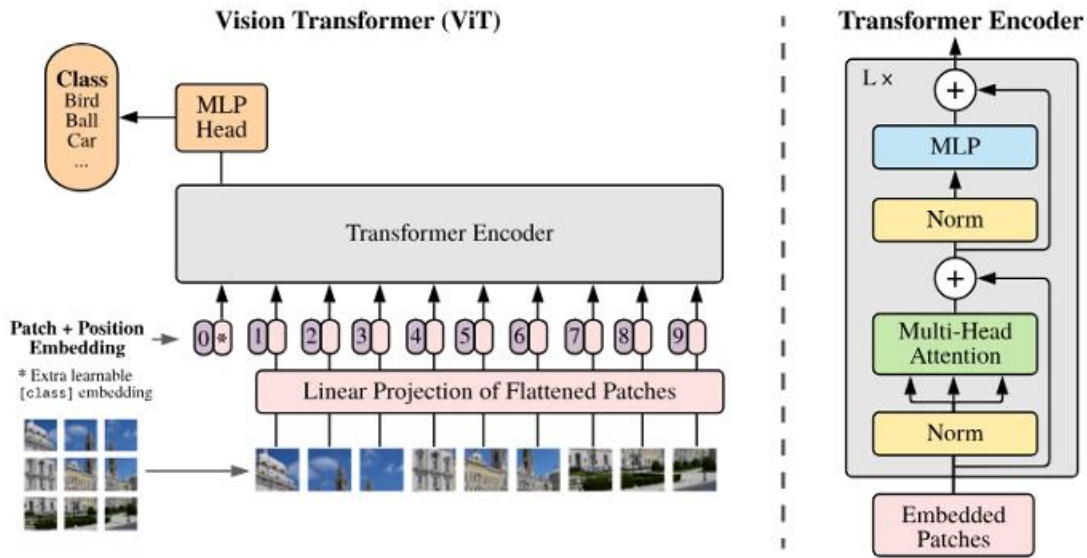 Vision Transformer (ViT)
Class
Bird
Ball
Car
...
MLP
Head
Transformer Encoder
0 * 1 2 3 4 5 6 7 8 9
Patch + Position
Embedding
* Extra learnable
[class] embedding
Linear Projection of Flattened Patches
Transformer Encoder
L ×
+
MLP
Norm
+
Multi-Head
Attention
Norm
Embedded
Patches